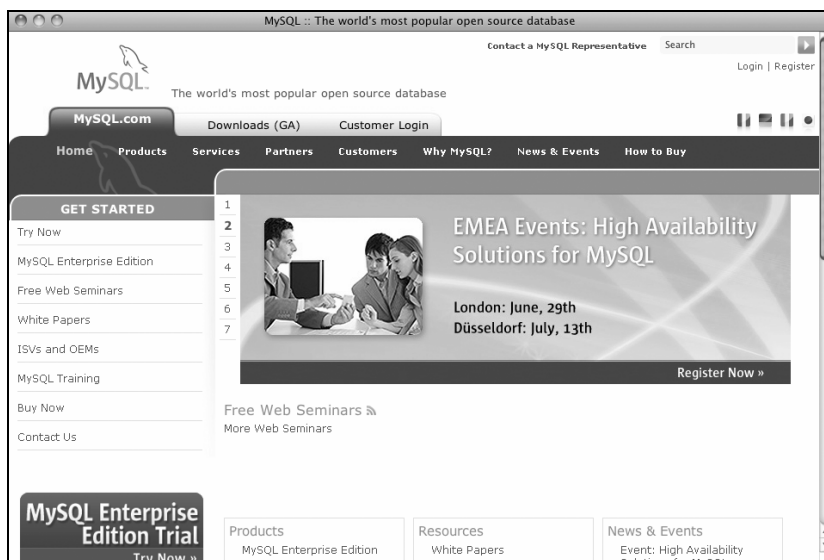 MySQL :: The world's most popular open source database
Contact a MySQL Representative Search
Login | Register
MySQL
The world's most popular open source database
MySQL.com Downloads (GA) Customer Login
Home Products Services Partners Customers Why MySQL? News & Events How to Buy
GET STARTED
Try Now
MySQL Enterprise Edition
Free Web Seminars
White Papers
ISVs and OEMs
MySQL Training
Buy Now
Contact Us
1
2
3
4
5
6
7
EMEA Events: High Availability
Solutions for MySQL
London: June, 29th
Düsseldorf: July, 13th
Register Now »
Free Web Seminars
More Web Seminars
MySQL Enterprise
Edition Trial
Try Now »
Products
MySQL Enterprise Edition
Resources
White Papers
News & Events
Event: High Availability
Solutions for MySQL